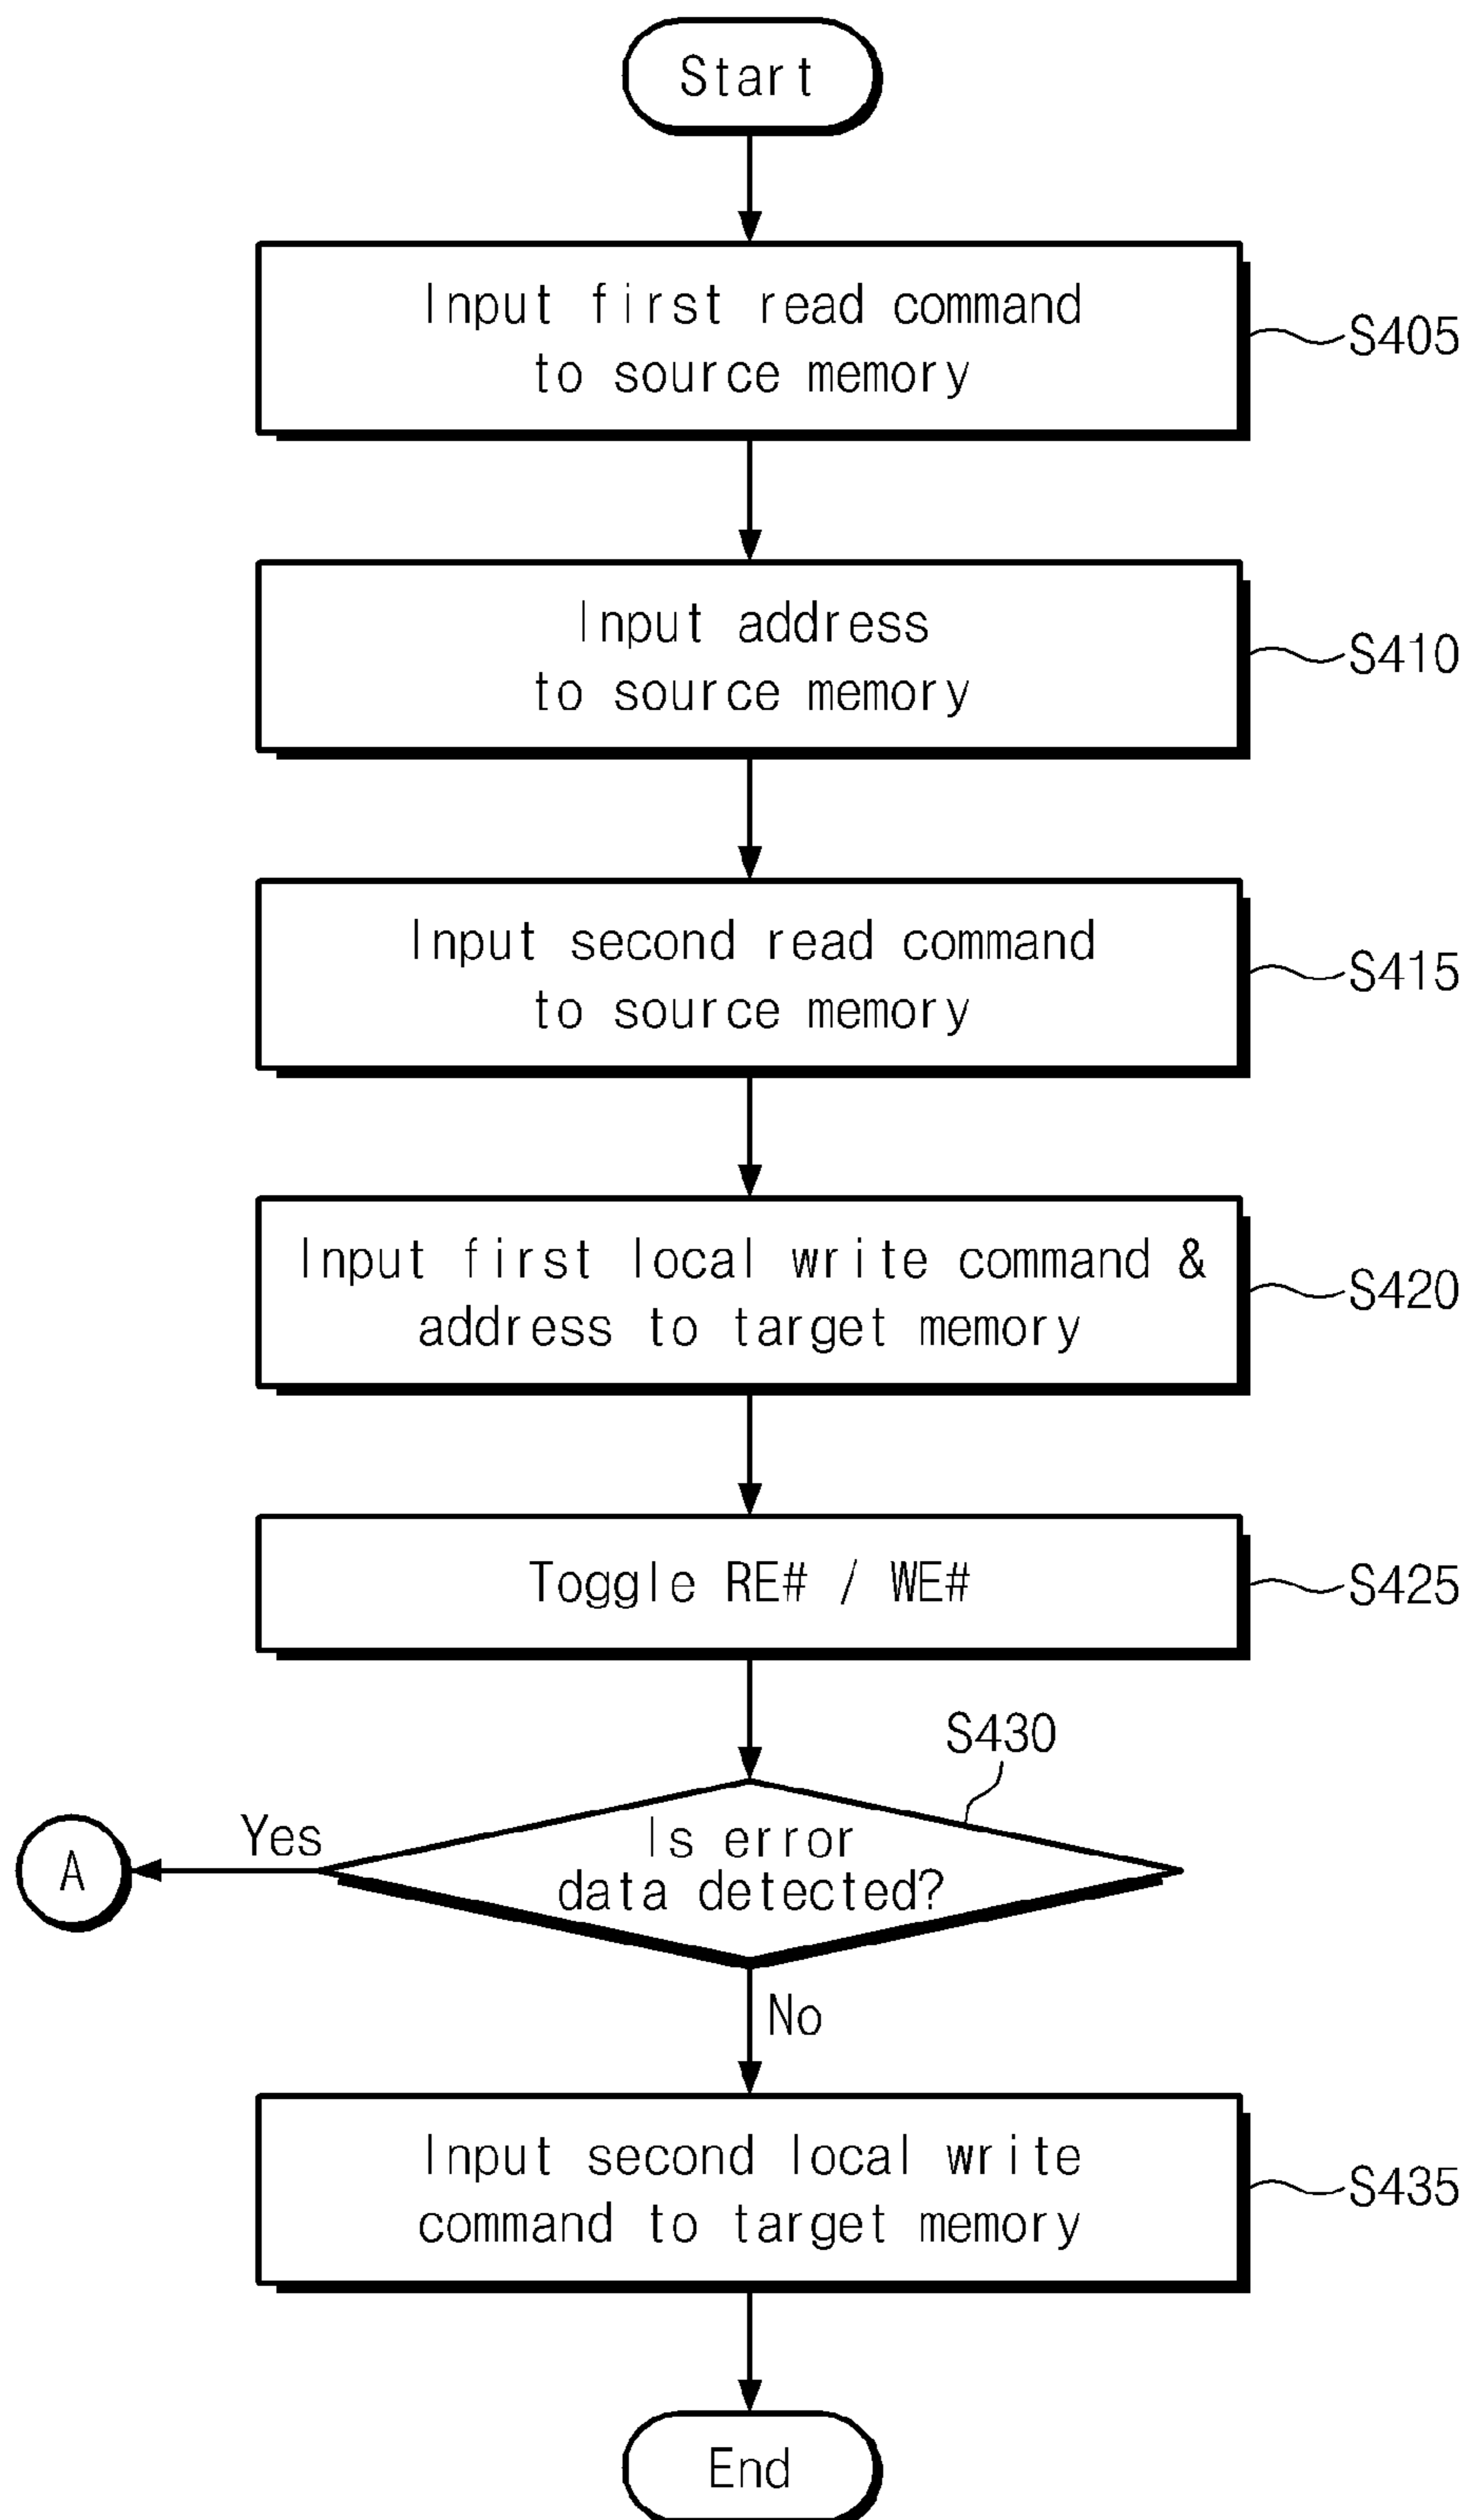 Start
Input first read command
to source memory
S405
Input address
to source memory
S410
Input second read command
to source memory
S415
Input first local write command &
address to target memory
S420
Toggle RE# / WE#
S425
S430
Is error
data detected?
Yes
A
No
Input second local write
command to target memory
S435
End